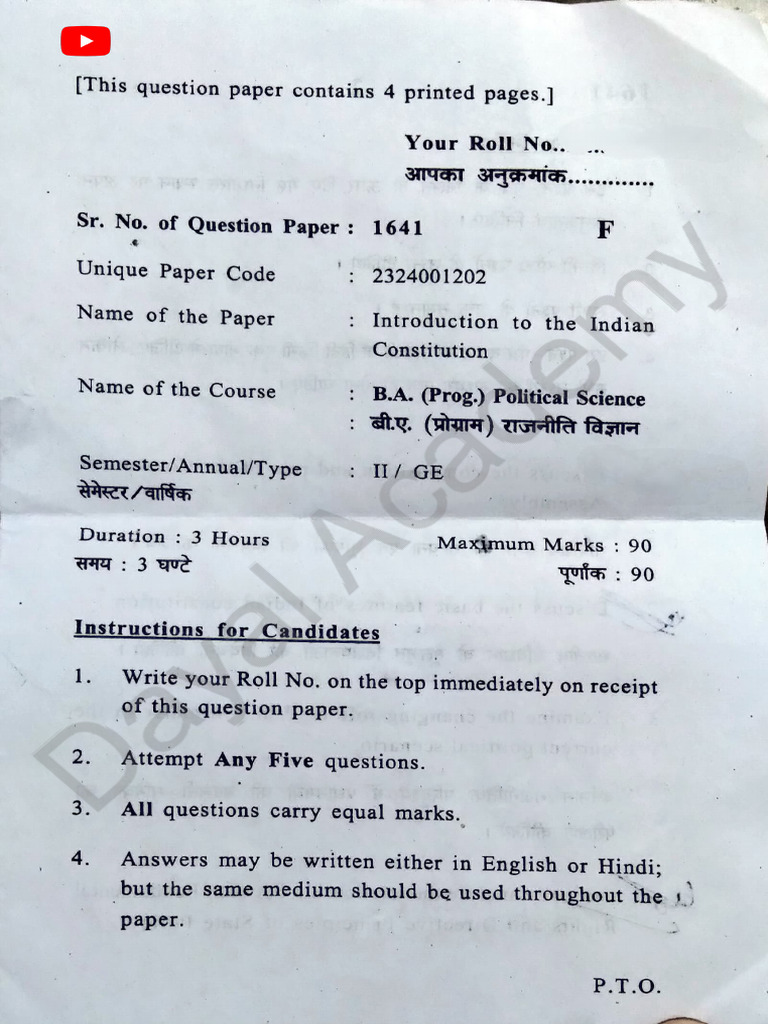 [This question paper contains 4 printed pages.]
Your Roll No.. ...
आपका अनुक्रमांक.............
Sr. No. of Question Paper : 1641 F
Unique Paper Code : 2324001202
Name of the Paper : Introduction to the Indian
Constitution
Name of the Course : B.A. (Prog.) Political Science
: बी.ए. (प्रोग्राम) राजनीति विज्ञान
Semester/Annual/Type : II / GE
सेमेस्टर/वार्षिक
Duration : 3 Hours Maximum Marks : 90
समय : 3 घण्टे पूर्णांक : 90
Instructions for Candidates
1. Write your Roll No. on the top immediately on receipt
of this question paper.
2. Attempt Any Five questions.
3. All questions carry equal marks.
4. Answers may be written either in English or Hindi;
but the same medium should be used throughout the
paper.
P.T.O.
Dayal Academy